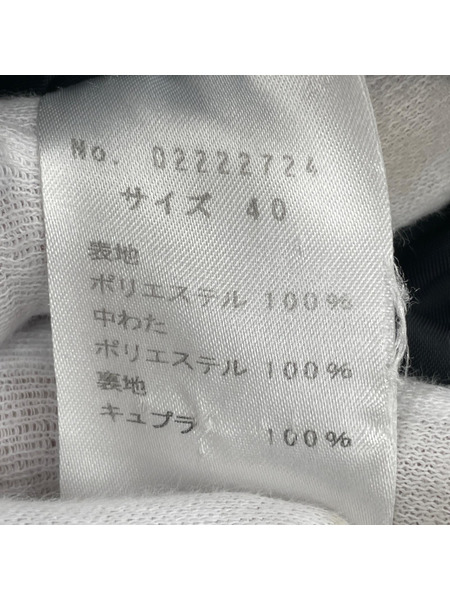 No. 02222724
サイズ 40
表地
ポリエステル 100%
中わた
ポリエステル 100%
裏地
キュプラ 100%